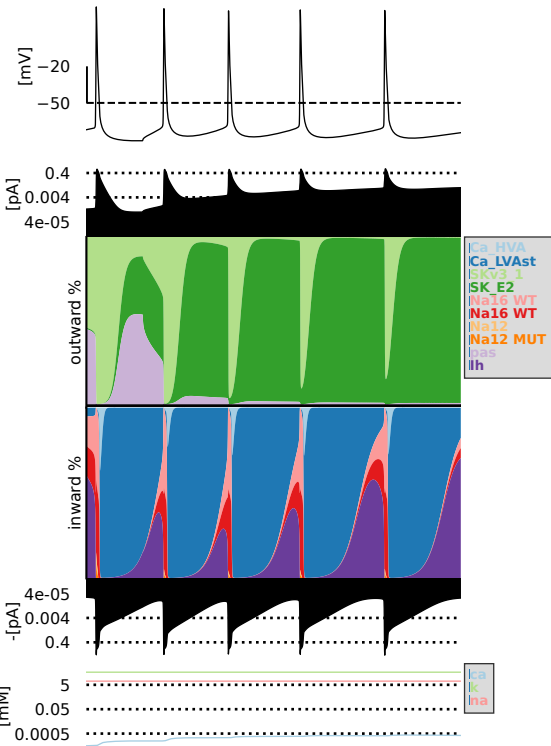 [mV]
−20
−50
[pA]
0.4
0.004
4e-05
outward %
Ca_HVA
Ca_LVAst
SKv3_1
SK_E2
Na16 WT
Na16 WT
Na12
Na12 MUT
pas
Ih
inward %
-[pA]
4e-05
0.004
0.4
[mM]
5
0.05
0.0005
ca
k
na